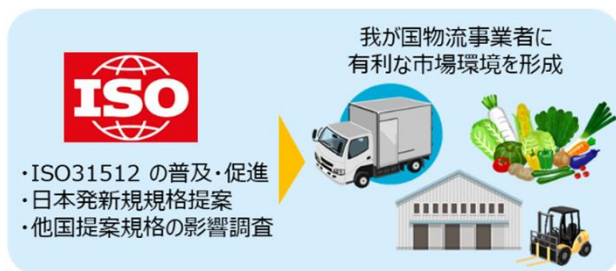 ISO
・ISO31512 の普及・促進
・日本発新規規格提案
・他国提案規格の影響調査
我が国物流事業者に
有利な市場環境を形成